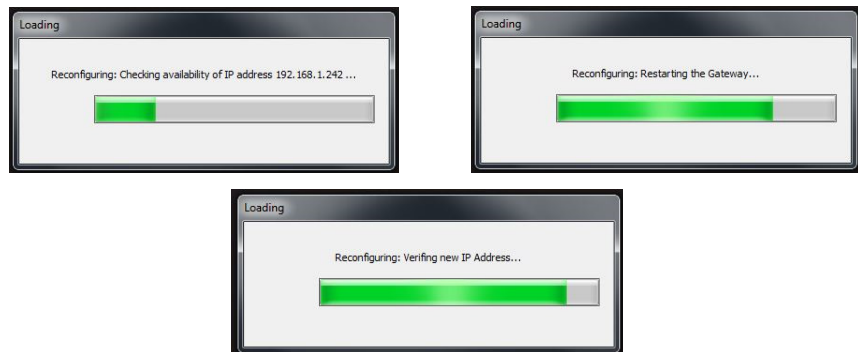 Loading
Reconfiguring: Checking availability of IP address 192.168.1.242 ...
Loading
Reconfiguring: Restarting the Gateway...
Loading
Reconfiguring: Verifing new IP Address...